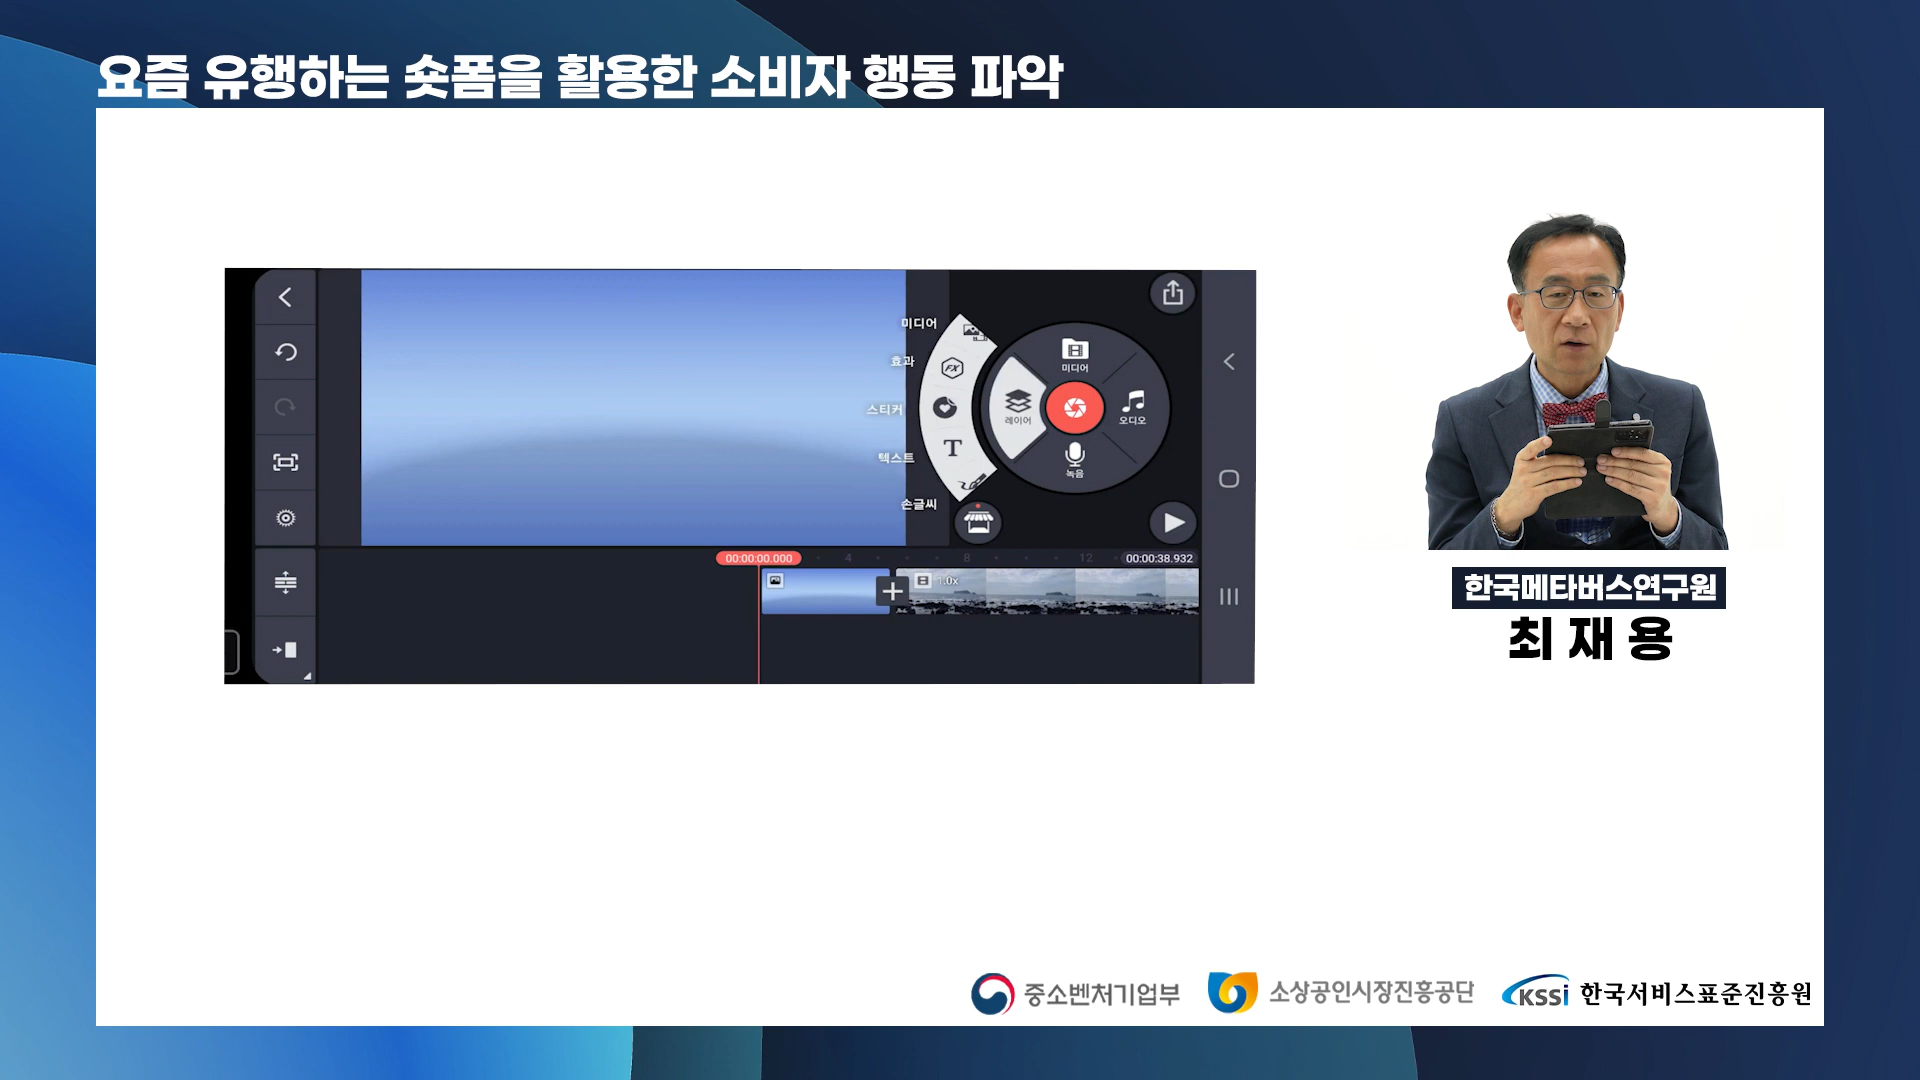 요즘 유행하는 숏폼을 활용한 소비자 행동 파악
미디어
효과
스티커
텍스트
손글씨
FX
T
미디어
레이어
오디오
녹음
00:00:00.000
4
8
12
00:00:38.932
1.0x
한국메타버스연구원
최재용
중소벤처기업부
소상공인시장진흥공단
KSSi 한국서비스표준진흥원